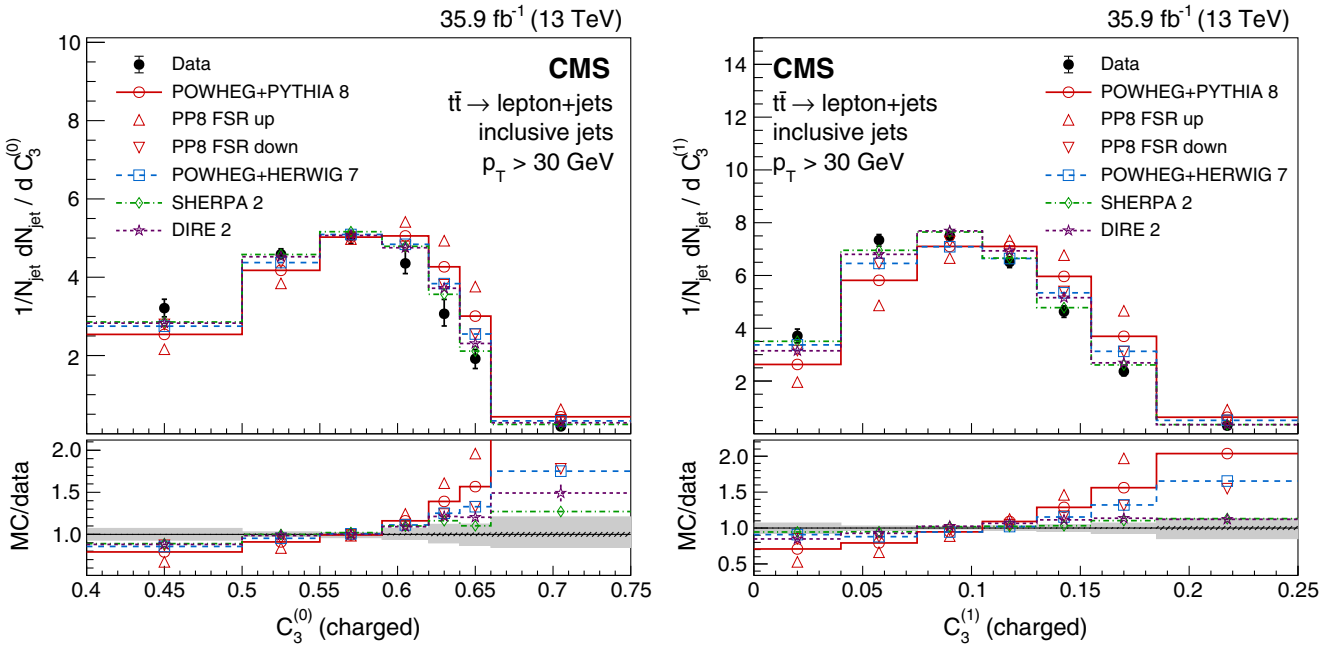 35.9 fb⁻¹ (13 TeV)
10
8
6
4
2
1/N_jet dN_jet / d C_3^(0)
Data
POWHEG+PYTHIA 8
PP8 FSR up
PP8 FSR down
POWHEG+HERWIG 7
SHERPA 2
DIRE 2
CMS
tt̄ → lepton+jets
inclusive jets
p_T > 30 GeV
2.0
1.5
1.0
MC/data
0.4 0.45 0.5 0.55 0.6 0.65 0.7 0.75
C_3^(0) (charged)
35.9 fb⁻¹ (13 TeV)
14
12
10
8
6
4
2
1/N_jet dN_jet / d C_3^(1)
CMS
tt̄ → lepton+jets
inclusive jets
p_T > 30 GeV
Data
POWHEG+PYTHIA 8
PP8 FSR up
PP8 FSR down
POWHEG+HERWIG 7
SHERPA 2
DIRE 2
2.0
1.5
1.0
0.5
MC/data
0 0.05 0.1 0.15 0.2 0.25
C_3^(1) (charged)